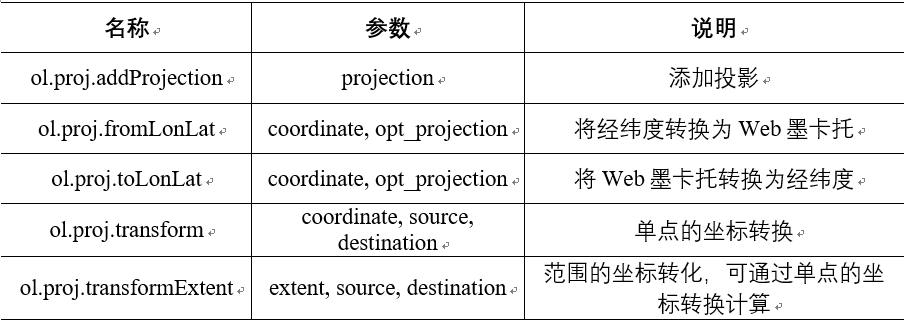 名称 参数 说明
ol.proj.addProjection projection 添加投影
ol.proj.fromLonLat coordinate, opt_projection 将经纬度转换为 Web 墨卡托
ol.proj.toLonLat coordinate, opt_projection 将 Web 墨卡托转换为经纬度
ol.proj.transform coordinate, source, destination 单点的坐标转换
ol.proj.transformExtent extent, source, destination 范围的坐标转化，可通过单点的坐
标转换计算